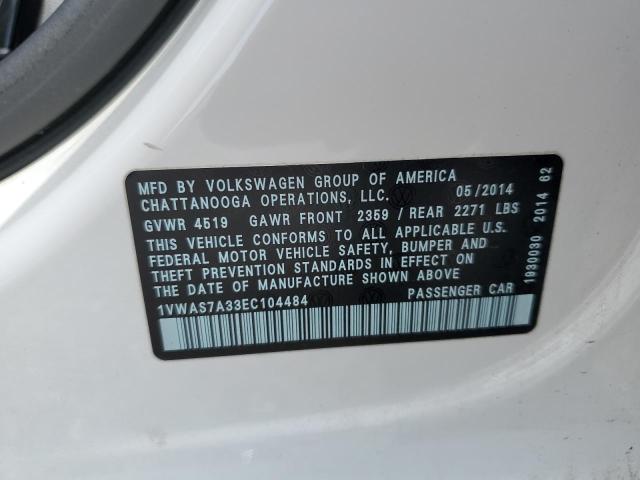 MFD BY VOLKSWAGEN GROUP OF AMERICA
CHATTANOOGA OPERATIONS, LLC. 05/2014
GVWR 4519 GAWR FRONT 2359 / REAR 2271 LBS
THIS VEHICLE CONFORMS TO ALL APPLICABLE U.S.
FEDERAL MOTOR VEHICLE SAFETY, BUMPER AND
THEFT PREVENTION STANDARDS IN EFFECT ON
THE DATE OF MANUFACTURE SHOWN ABOVE
1VWAS7A33EC104484 PASSENGER CAR
1930030 2014 62